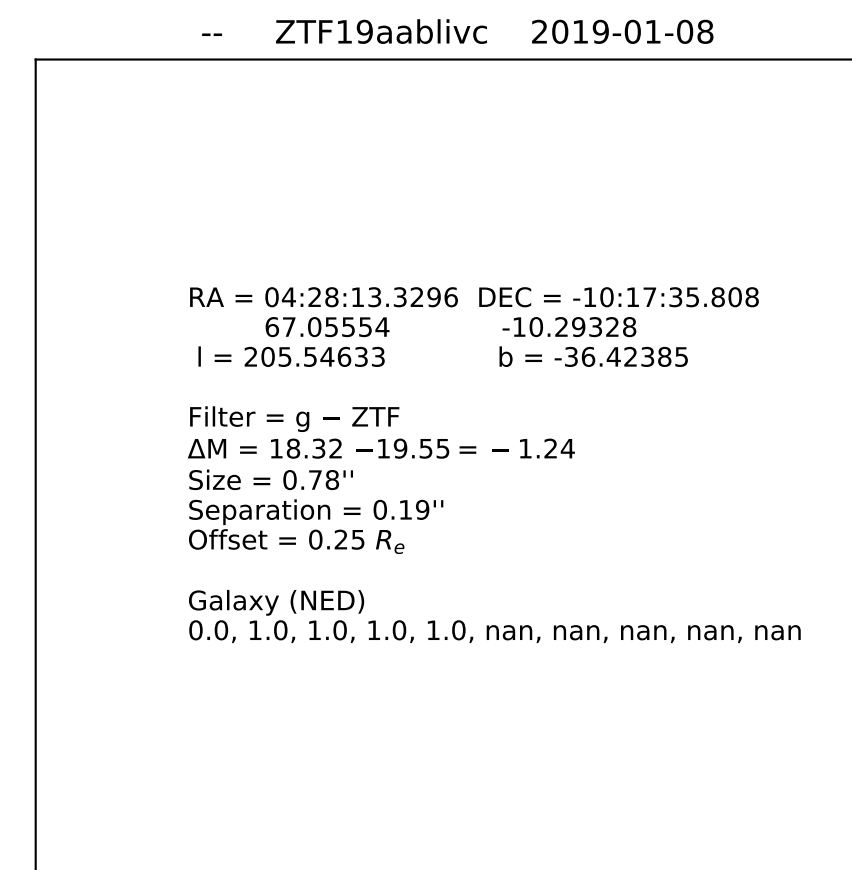 -- ZTF19aablivc 2019-01-08
RA = 04:28:13.3296 DEC = -10:17:35.808
67.05554 -10.29328
l = 205.54633 b = -36.42385
Filter = g − ZTF
ΔM = 18.32 −19.55 = − 1.24
Size = 0.78''
Separation = 0.19''
Offset = 0.25 Re
Galaxy (NED)
0.0, 1.0, 1.0, 1.0, 1.0, nan, nan, nan, nan, nan